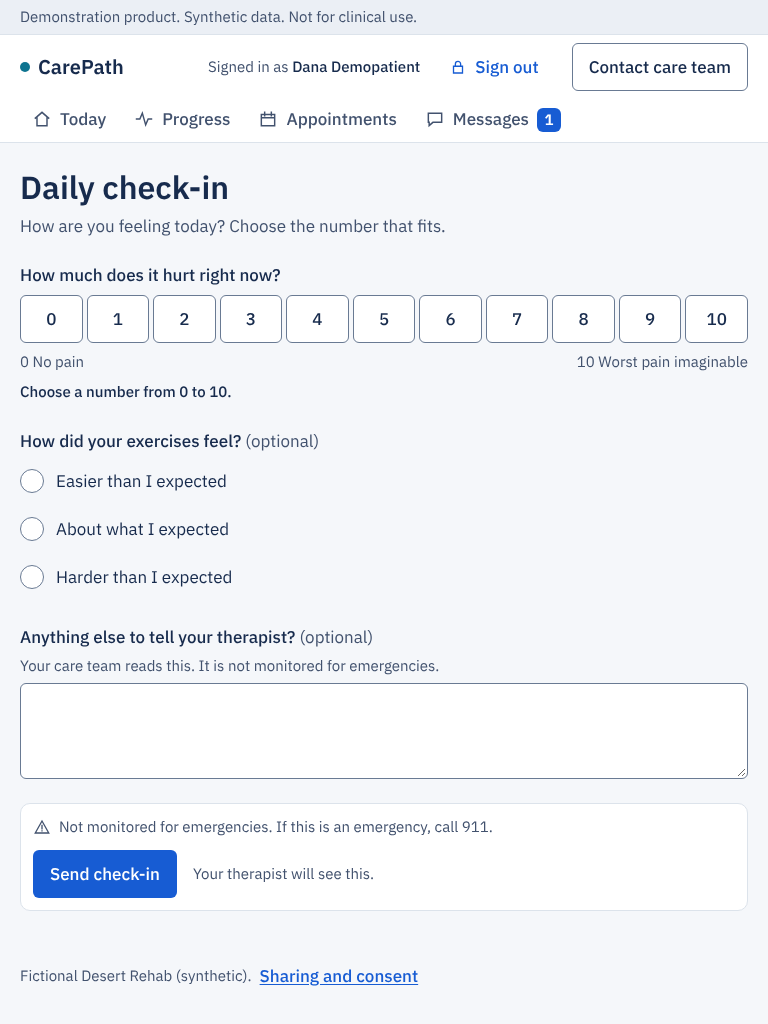 Demonstration product. Synthetic data. Not for clinical use.
CarePath
Signed in as Dana Demopatient
Sign out
Contact care team
Today
Progress
Appointments
Messages 1
Daily check-in
How are you feeling today? Choose the number that fits.
How much does it hurt right now?
0 1 2 3 4 5 6 7 8 9 10
0 No pain
10 Worst pain imaginable
Choose a number from 0 to 10.
How did your exercises feel? (optional)
Easier than I expected
About what I expected
Harder than I expected
Anything else to tell your therapist? (optional)
Your care team reads this. It is not monitored for emergencies.
Not monitored for emergencies. If this is an emergency, call 911.
Send check-in
Your therapist will see this.
Fictional Desert Rehab (synthetic). Sharing and consent